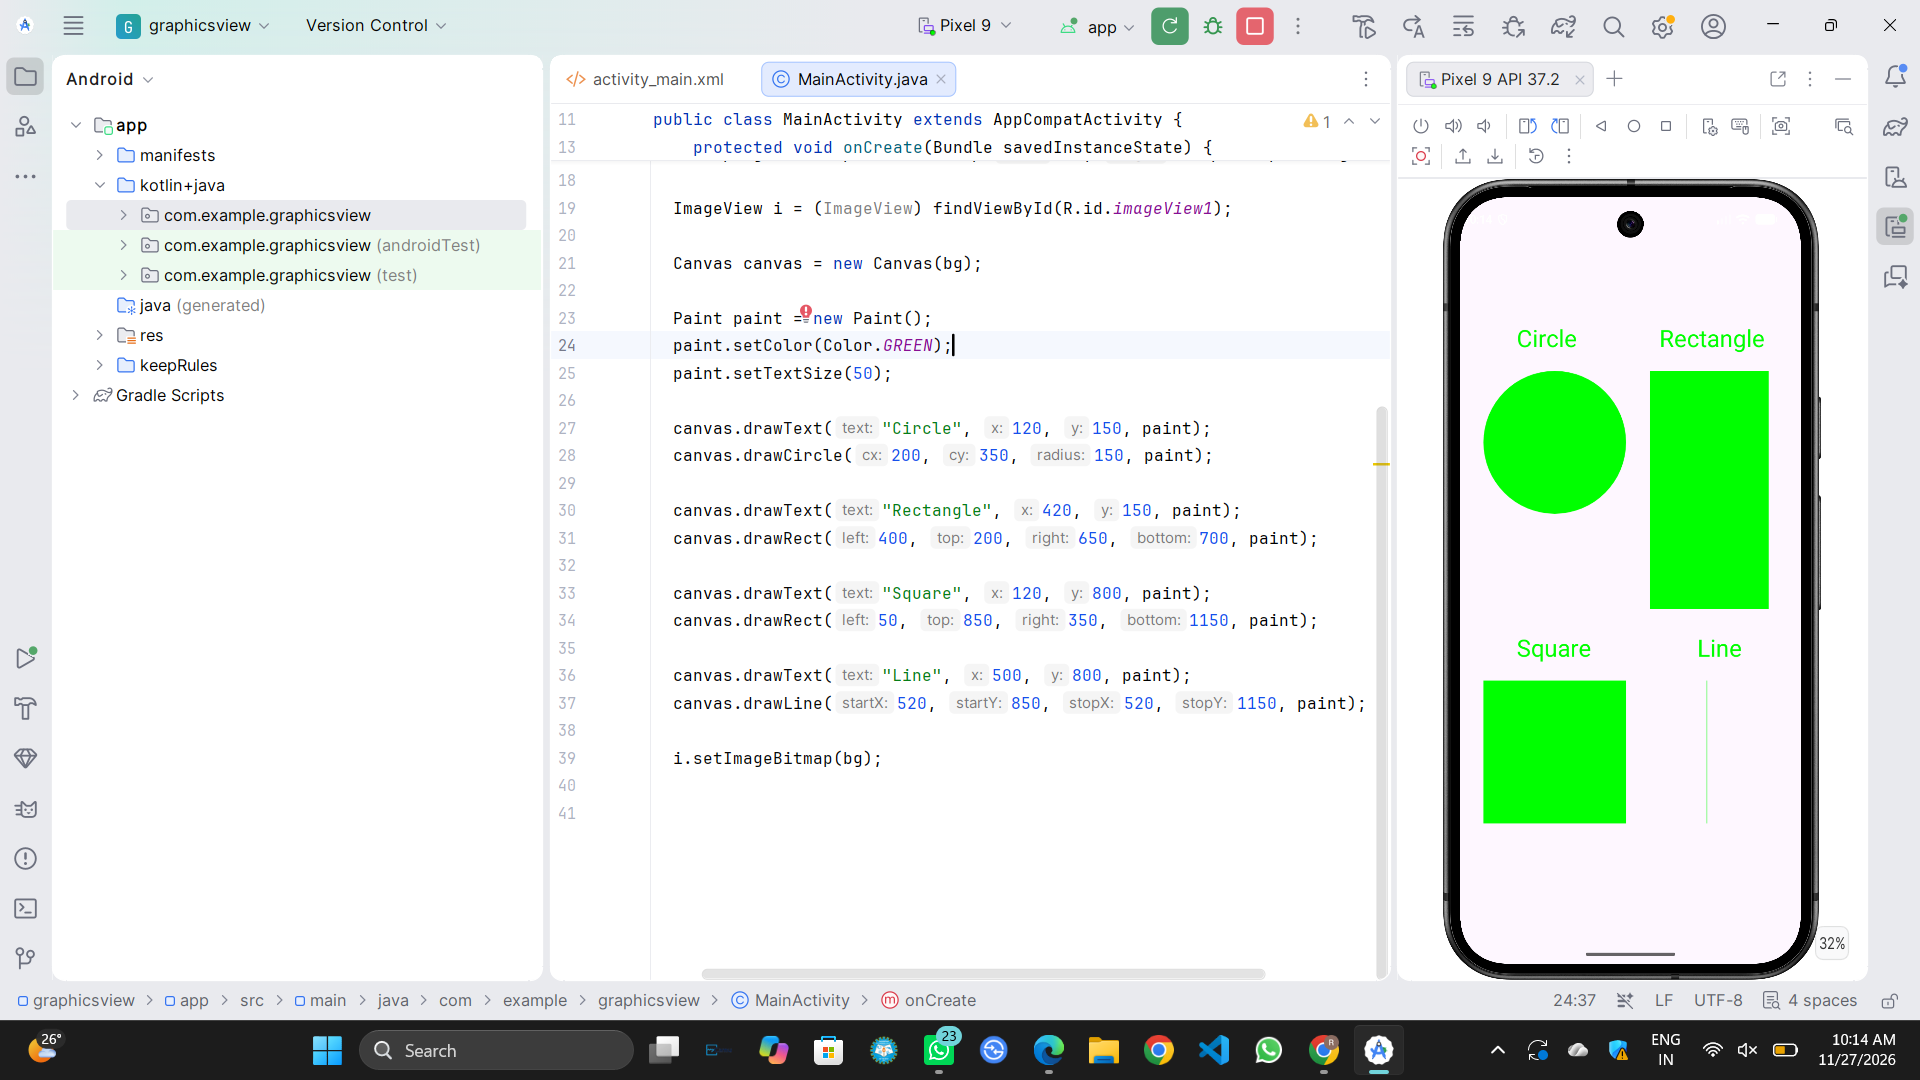 G graphicsview
Version Control
Pixel 9
app
Android
app
manifests
kotlin+java
com.example.graphicsview
com.example.graphicsview (androidTest)
com.example.graphicsview (test)
java (generated)
res
keepRules
Gradle Scripts
activity_main.xml
MainActivity.java
11 public class MainActivity extends AppCompatActivity {
1
13 protected void onCreate(Bundle savedInstanceState) {
18
19 ImageView i = (ImageView) findViewById(R.id.imageView1);
20
21 Canvas canvas = new Canvas(bg);
22
23 Paint paint = new Paint();
24 paint.setColor(Color.GREEN);
25 paint.setTextSize(50);
26
27 canvas.drawText( text: "Circle", x: 120, y: 150, paint);
28 canvas.drawCircle( cx: 200, cy: 350, radius: 150, paint);
29
30 canvas.drawText( text: "Rectangle", x: 420, y: 150, paint);
31 canvas.drawRect( left: 400, top: 200, right: 650, bottom: 700, paint);
32
33 canvas.drawText( text: "Square", x: 120, y: 800, paint);
34 canvas.drawRect( left: 50, top: 850, right: 350, bottom: 1150, paint);
35
36 canvas.drawText( text: "Line", x: 500, y: 800, paint);
37 canvas.drawLine( startX: 520, startY: 850, stopX: 520, stopY: 1150, paint);
38
39 i.setImageBitmap(bg);
40
41
Pixel 9 API 37.2
Circle Rectangle
Square Line
32%
graphicsview > app > src > main > java > com > example > graphicsview > MainActivity > onCreate
24:37 LF UTF-8 4 spaces
26°
Search
23
ENG
IN
10:14 AM
11/27/2026